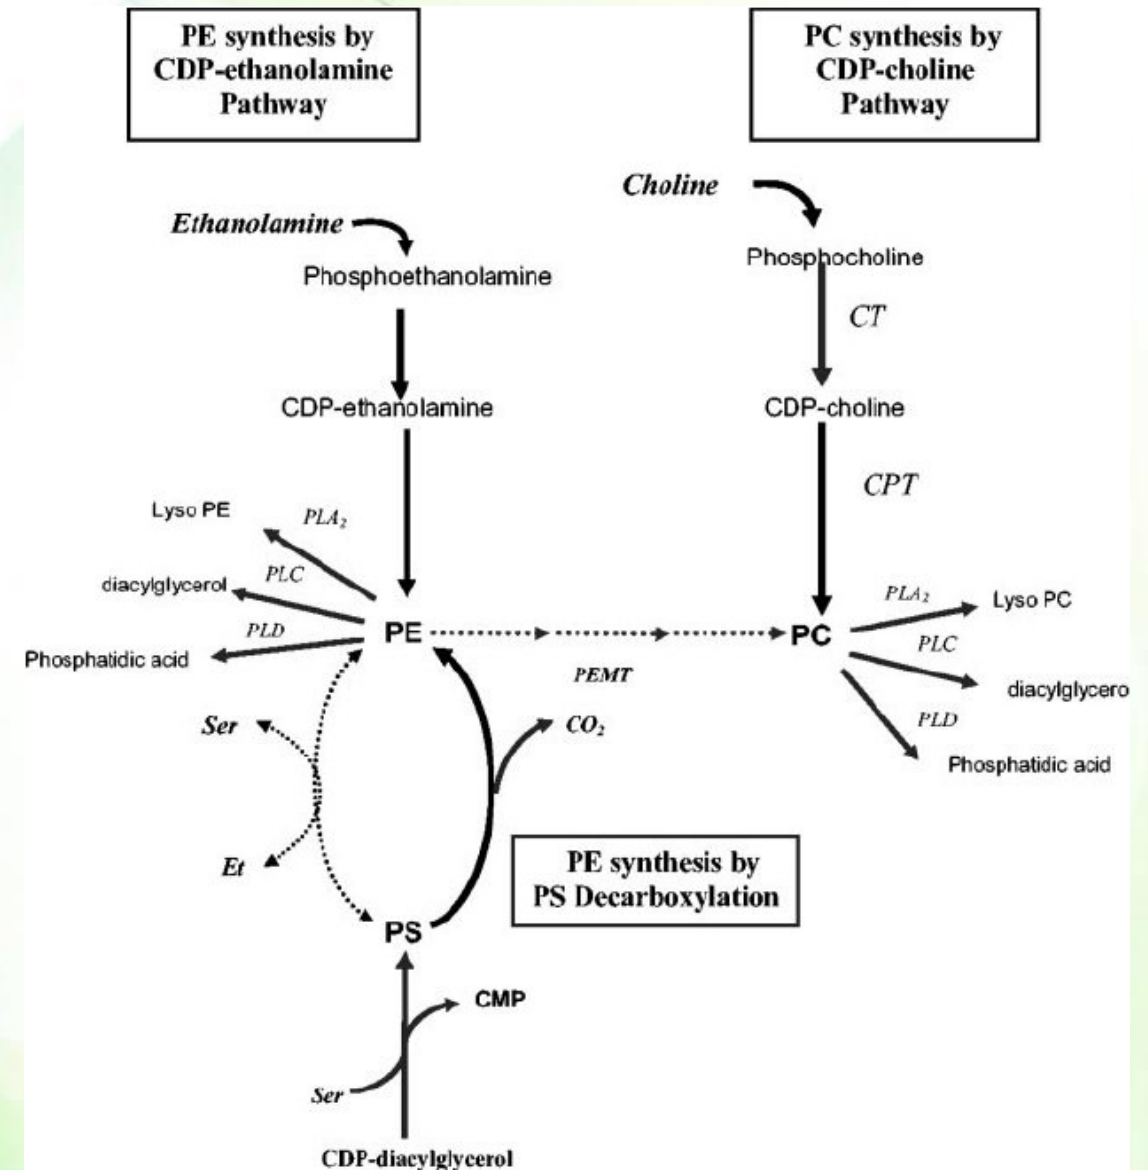 PE synthesis by
CDP-ethanolamine
Pathway
PC synthesis by
CDP-choline
Pathway
Choline
Ethanolamine
Phosphocholine
Phosphoethanolamine
CT
CDP-ethanolamine
CDP-choline
CPT
Lyso PE
PLA2
diacylglycerol
PLC
PLD
Phosphatidic acid
PE
PEMT
PC
PLA2
Lyso PC
PLC
diacylglycero
PLD
Phosphatidic acid
Ser
CO2
Et
PE synthesis by
PS Decarboxylation
PS
CMP
Ser
CDP-diacylglycerol